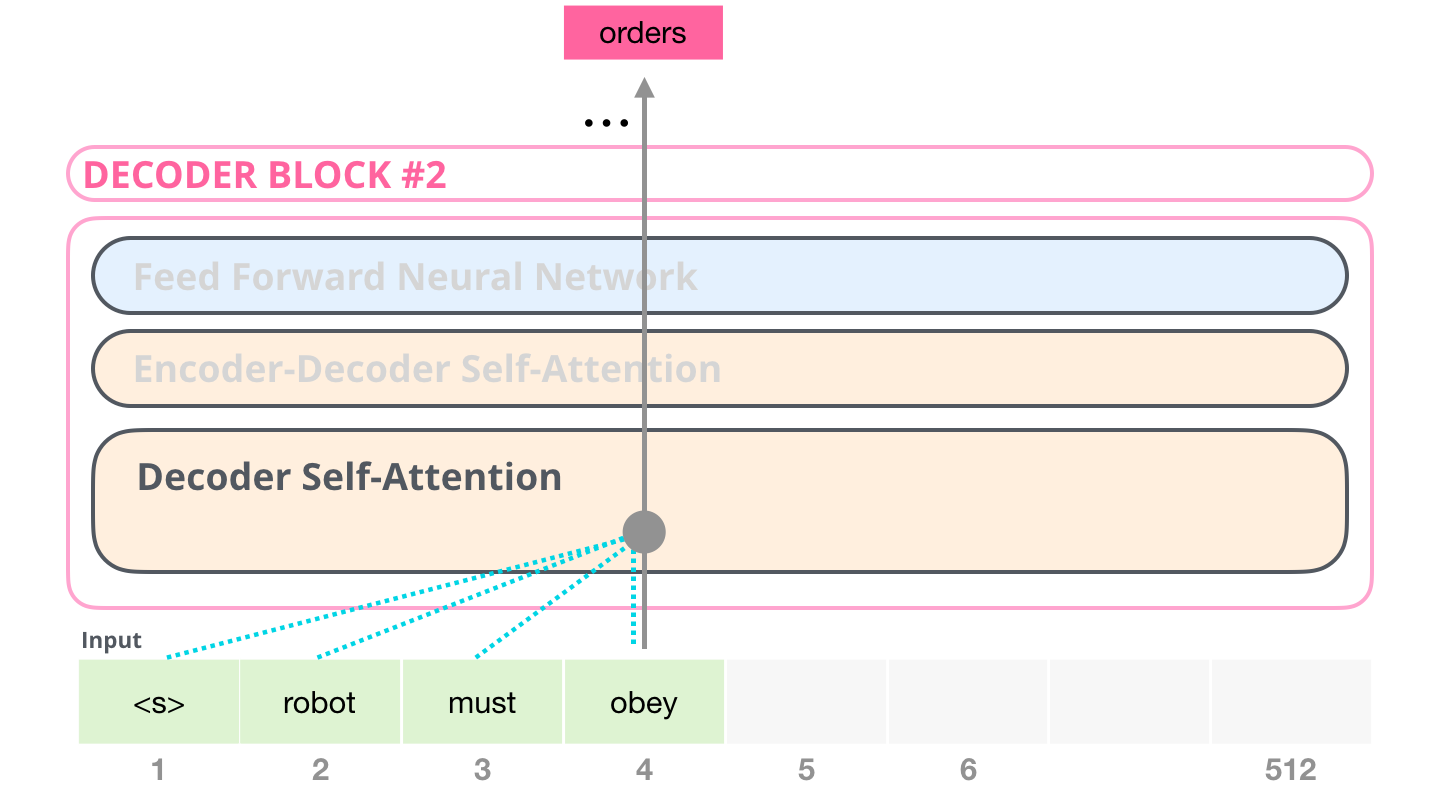 orders
...
DECODER BLOCK #2
Feed Forward Neural Network
Encoder-Decoder Self-Attention
Decoder Self-Attention
Input
<s> robot must obey
1 2 3 4 5 6 512